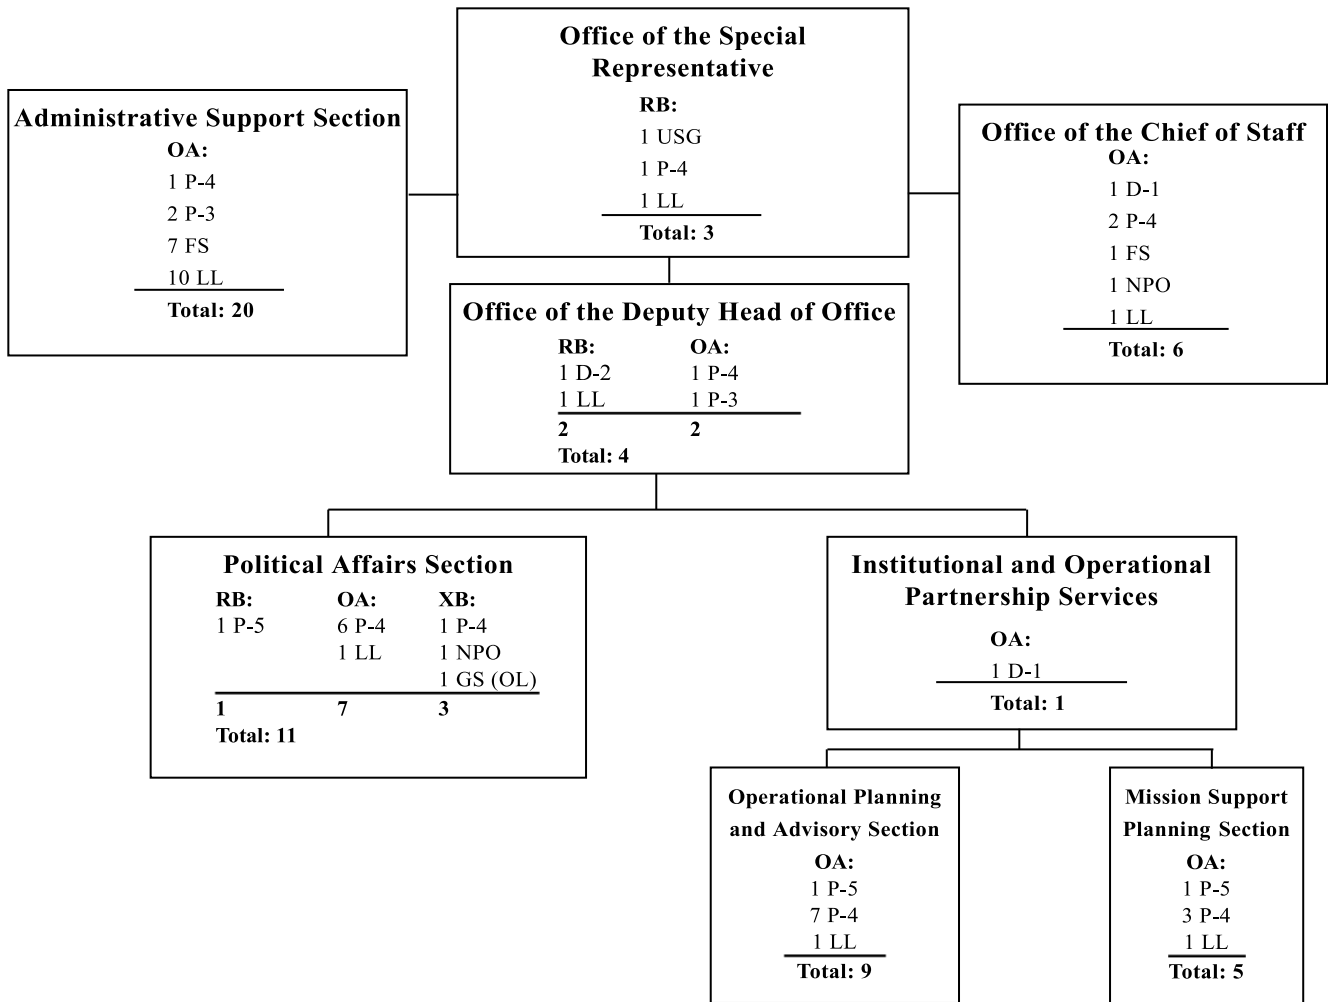 Office of the Special
Representative
RB:
1 USG
1 P-4
1 LL
Total: 3
Administrative Support Section
OA:
1 P-4
2 P-3
7 FS
10 LL
Total: 20
Office of the Chief of Staff
OA:
1 D-1
2 P-4
1 FS
1 NPO
1 LL
Total: 6
Office of the Deputy Head of Office
RB: OA:
1 D-2 1 P-4
1 LL 1 P-3
2 2
Total: 4
Political Affairs Section
RB: OA: XB:
1 P-5 6 P-4 1 P-4
1 LL 1 NPO
1 GS (OL)
1 7 3
Total: 11
Institutional and Operational
Partnership Services
OA:
1 D-1
Total: 1
Operational Planning
and Advisory Section
OA:
1 P-5
7 P-4
1 LL
Total: 9
Mission Support
Planning Section
OA:
1 P-5
3 P-4
1 LL
Total: 5